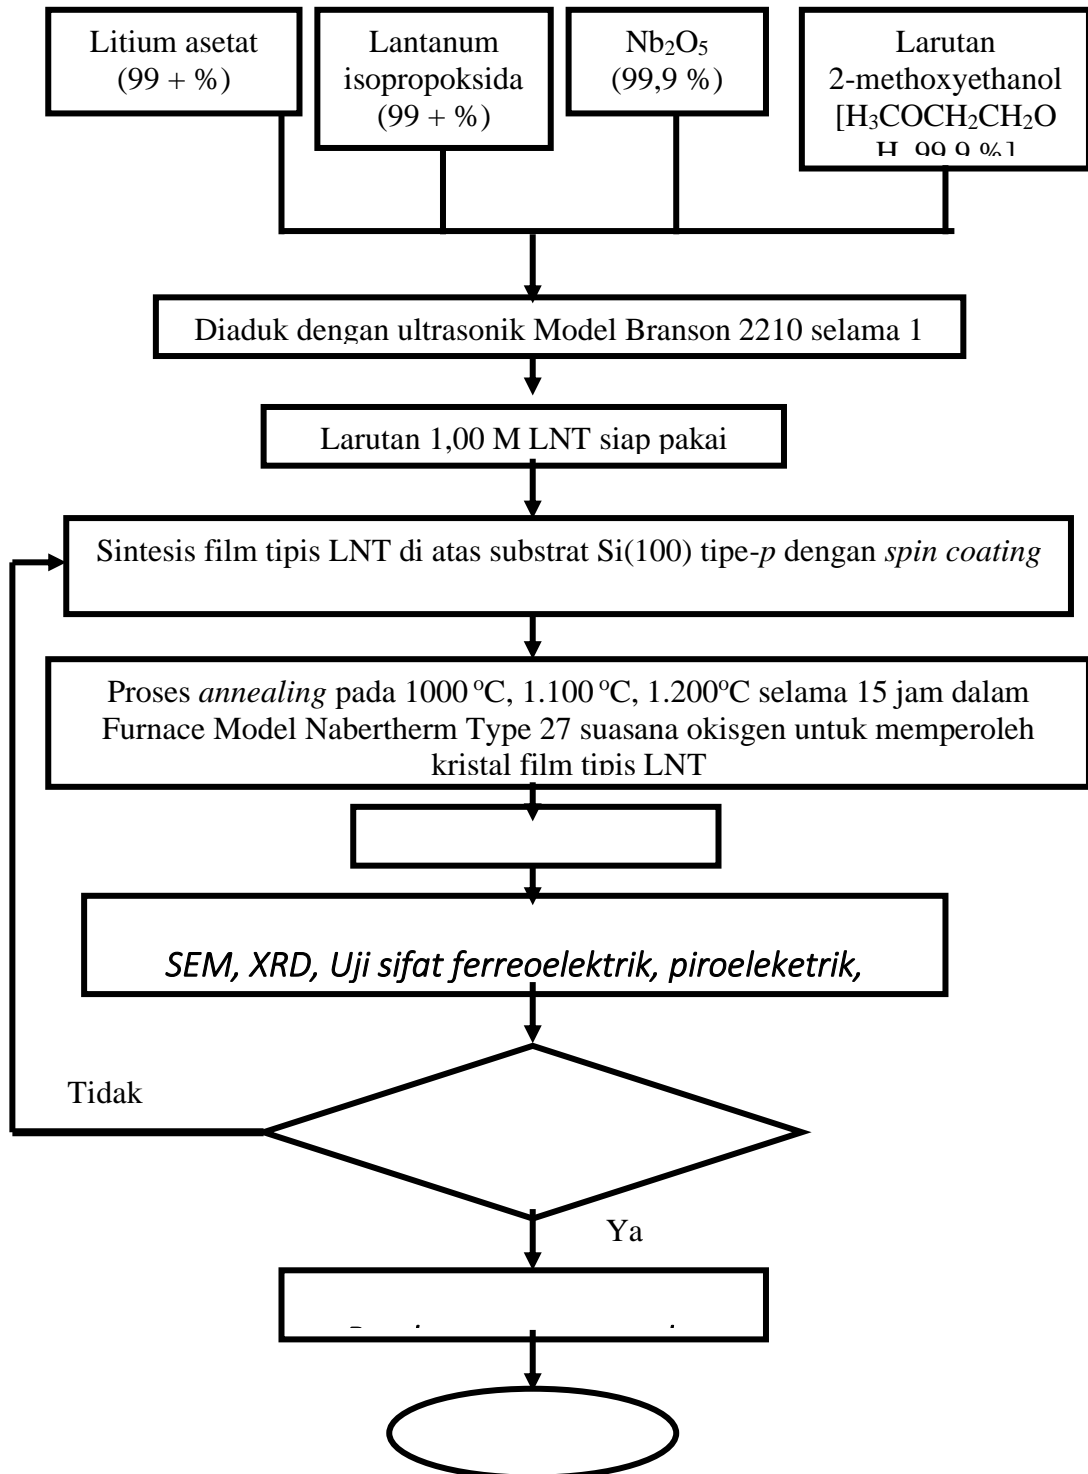 Litium asetat
(99 + %)
Lantanum
isopropoksida
(99 + %)
Nb₂O₅
(99,9 %)
Larutan
2-methoxyethanol
[H₃COCH₂CH₂O
H, 99,9 %]
Diaduk dengan ultrasonik Model Branson 2210 selama 1
Larutan 1,00 M LNT siap pakai
Sintesis film tipis LNT di atas substrat Si(100) tipe-p dengan spin coating
Proses annealing pada 1000 ᵒC, 1.100 ᵒC, 1.200ᵒC selama 15 jam dalam
Furnace Model Nabertherm Type 27 suasana okisgen untuk memperoleh
kristal film tipis LNT
SEM, XRD, Uji sifat ferreoelektrik, piroeleketrik,
Tidak
Ya